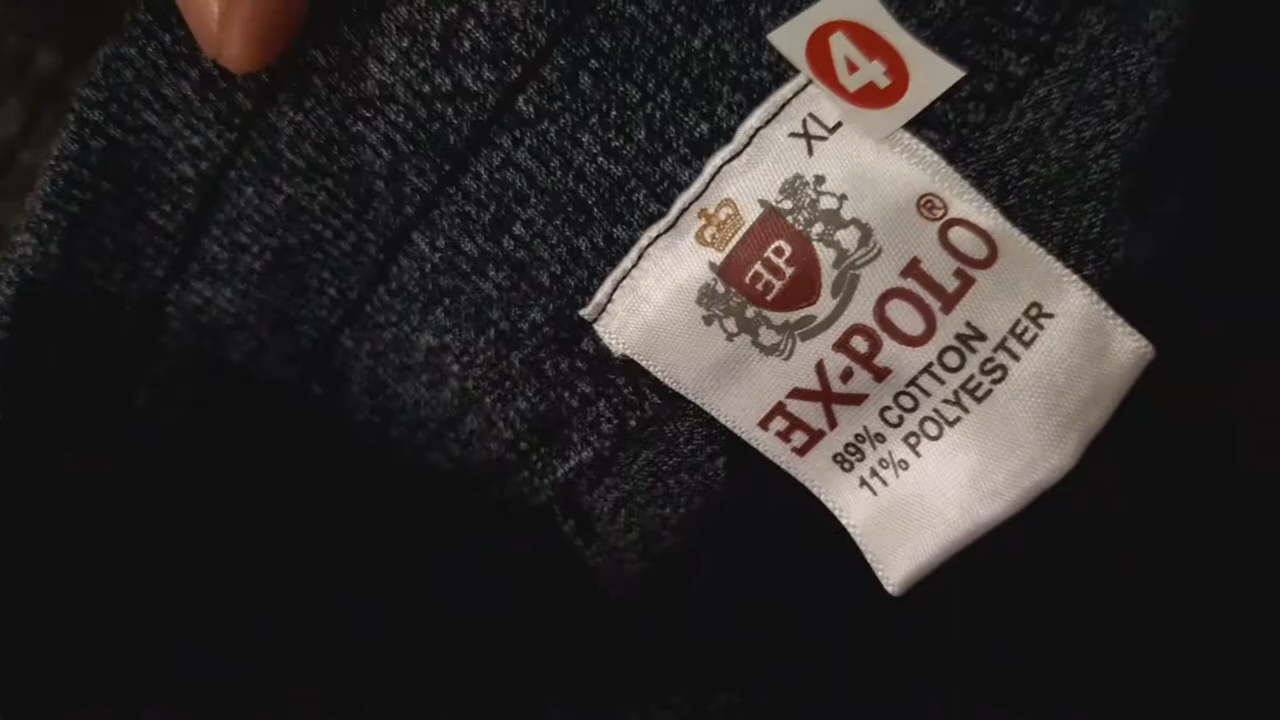 4
XL
EP
EX-POLO®
89% COTTON
11% POLYESTER